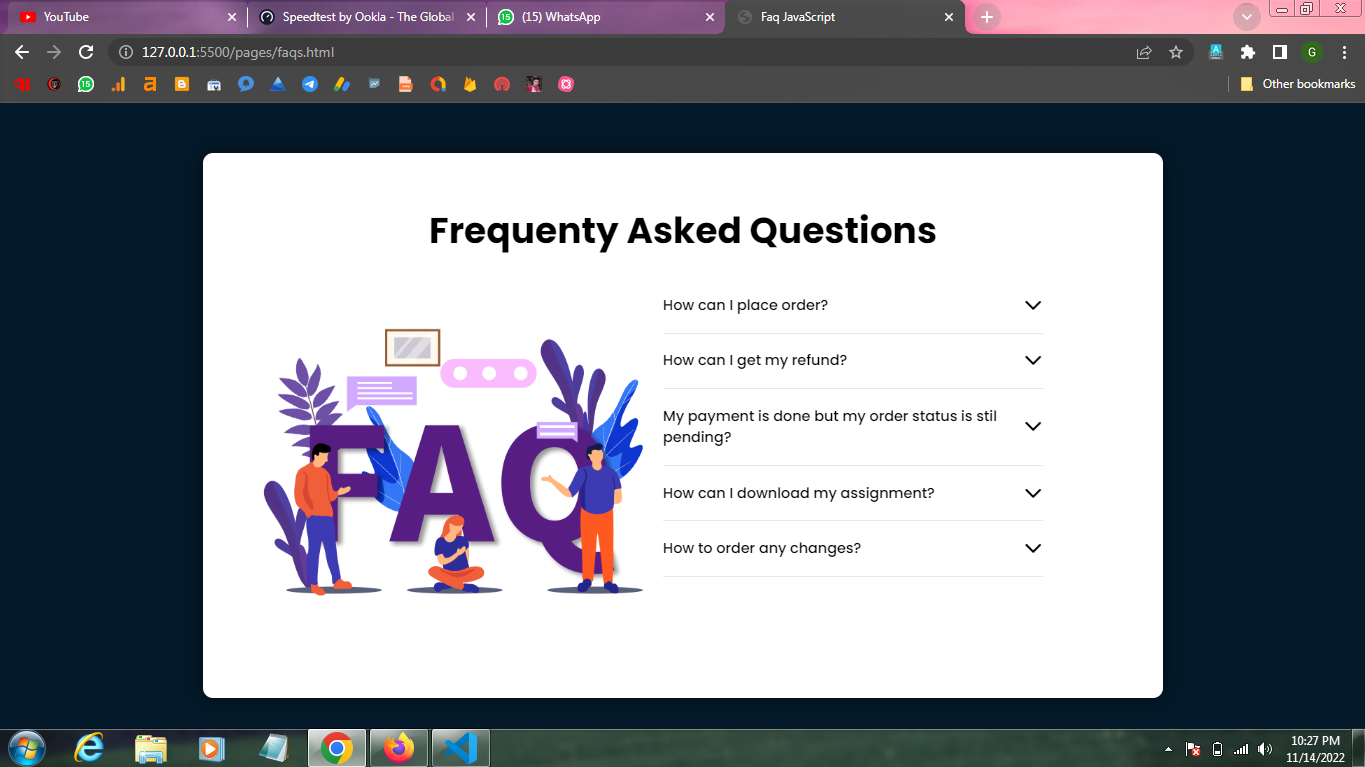 YouTube
Speedtest by Ookla - The Global
15
(15) WhatsApp
Faq JavaScript
127.0.0.1:5500/pages/faqs.html
G
15
Other bookmarks
Frequenty Asked Questions
How can I place order?
How can I get my refund?
My payment is done but my order status is stil
pending?
How can I download my assignment?
How to order any changes?
FAQ
10:27 PM
11/14/2022